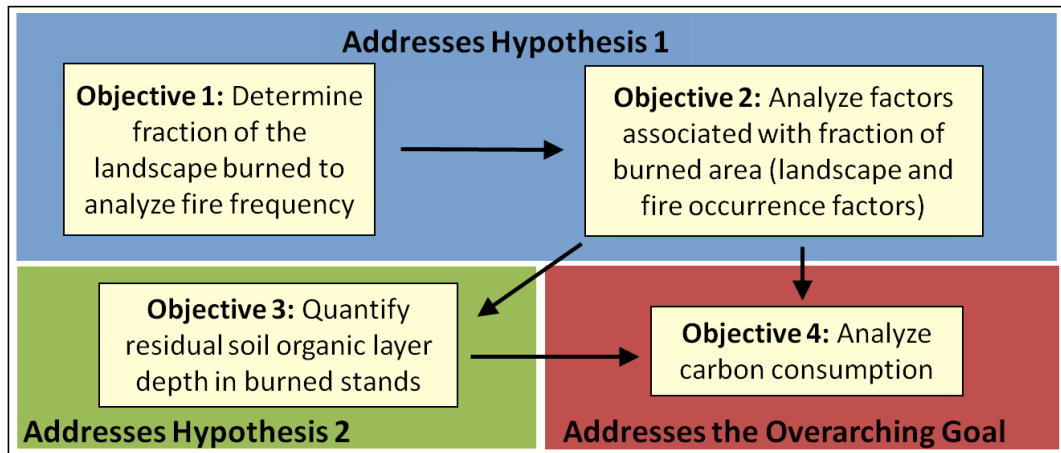 Addresses Hypothesis 1
Objective 1: Determine
fraction of the
landscape burned to
analyze fire frequency
Objective 2: Analyze factors
associated with fraction of
burned area (landscape and
fire occurrence factors)
Objective 3: Quantify
residual soil organic layer
depth in burned stands
Addresses Hypothesis 2
Objective 4: Analyze
carbon consumption
Addresses the Overarching Goal